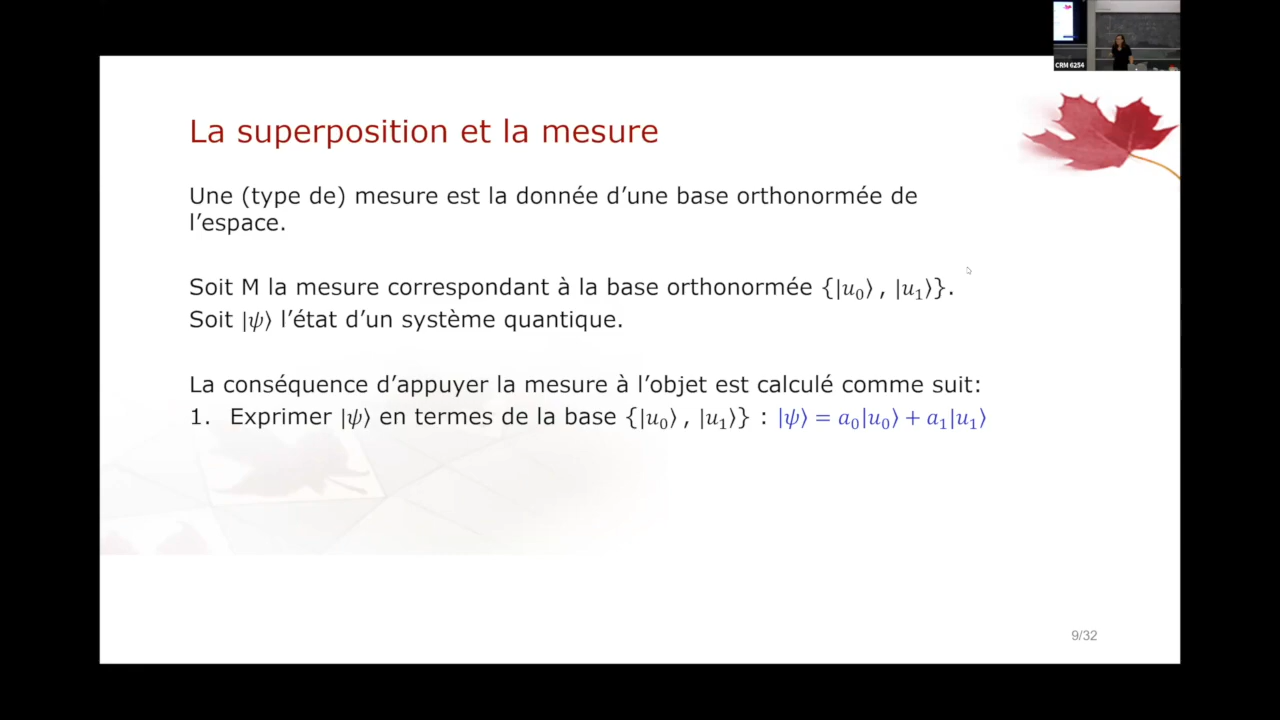 CRM 6254
La superposition et la mesure
Une (type de) mesure est la donnée d’une base orthonormée de
l’espace.
Soit M la mesure correspondant à la base orthonormée {|u₀⟩ , |u₁⟩}.
Soit |ψ⟩ l’état d’un système quantique.
La conséquence d’appuyer la mesure à l’objet est calculé comme suit:
1. Exprimer |ψ⟩ en termes de la base {|u₀⟩ , |u₁⟩} : |ψ⟩ = a₀|u₀⟩ + a₁|u₁⟩
9/32